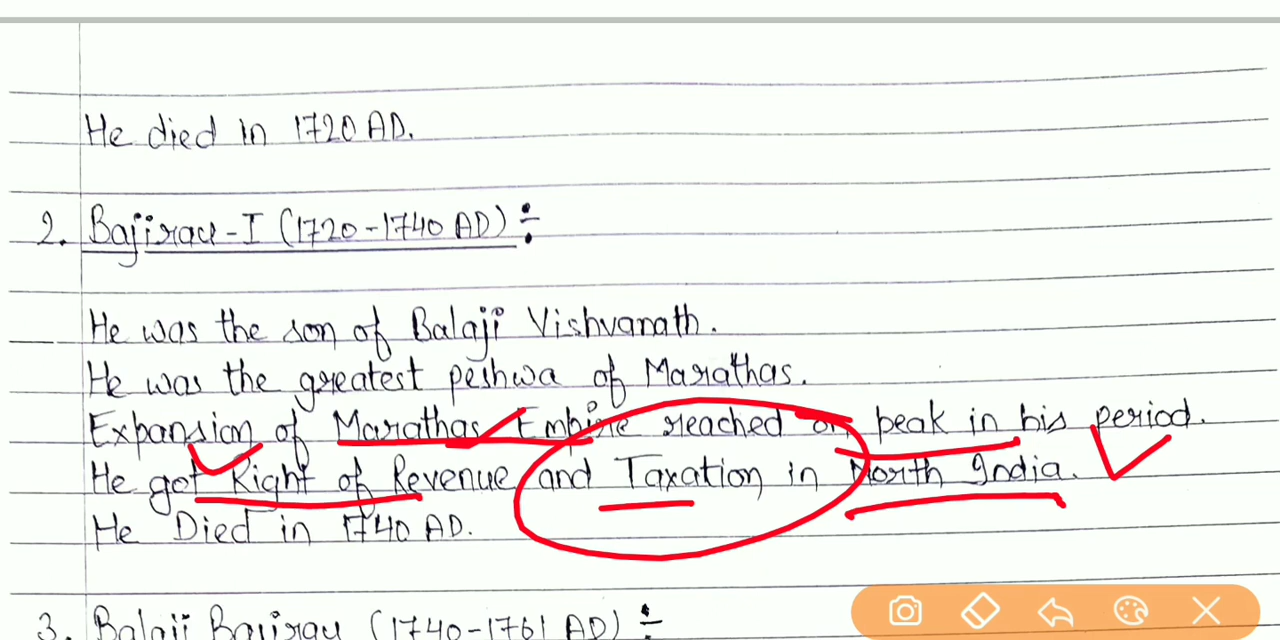 He died in 1720 AD.
2. Bajirau-I (1720-1740 AD) ÷
He was the son of Balaji Vishvanath.
He was the greatest peshwa of Marathas.
Expansion of Marathas Empire reached on peak in his period.
He got Right of Revenue and Taxation in North India.
He Died in 1740 AD.
3. Balaji Bajirau (1740-1761 AD) ÷